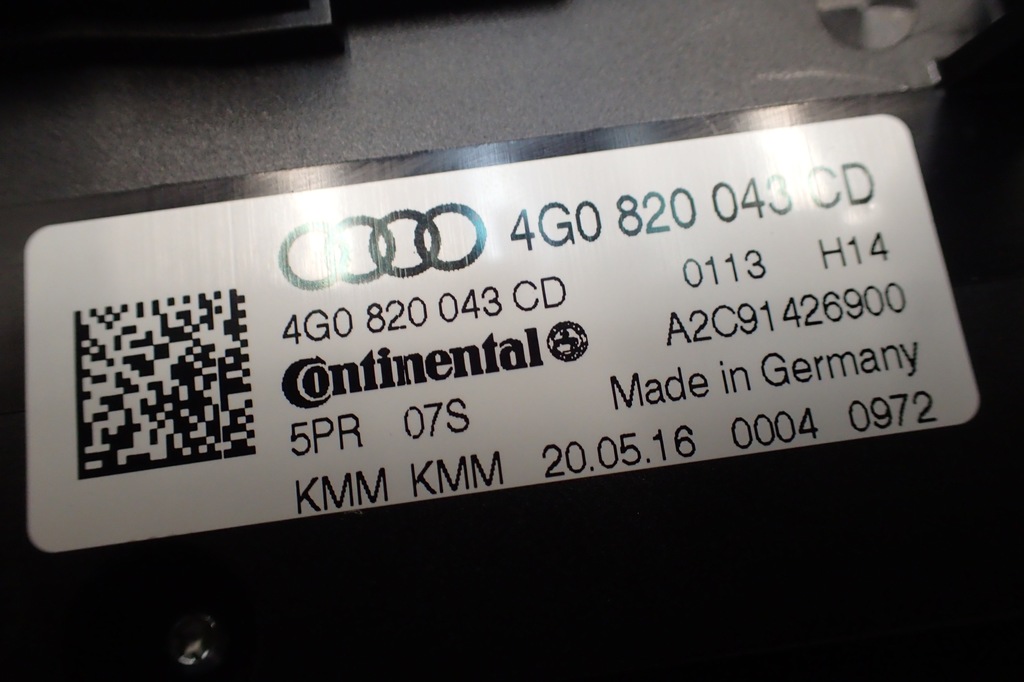 4G0 820 043 CD
4G0 820 043 CD 0113 H14
Continental A2C91426900
5PR 07S Made in Germany
KMM KMM 20.05.16 0004 0972